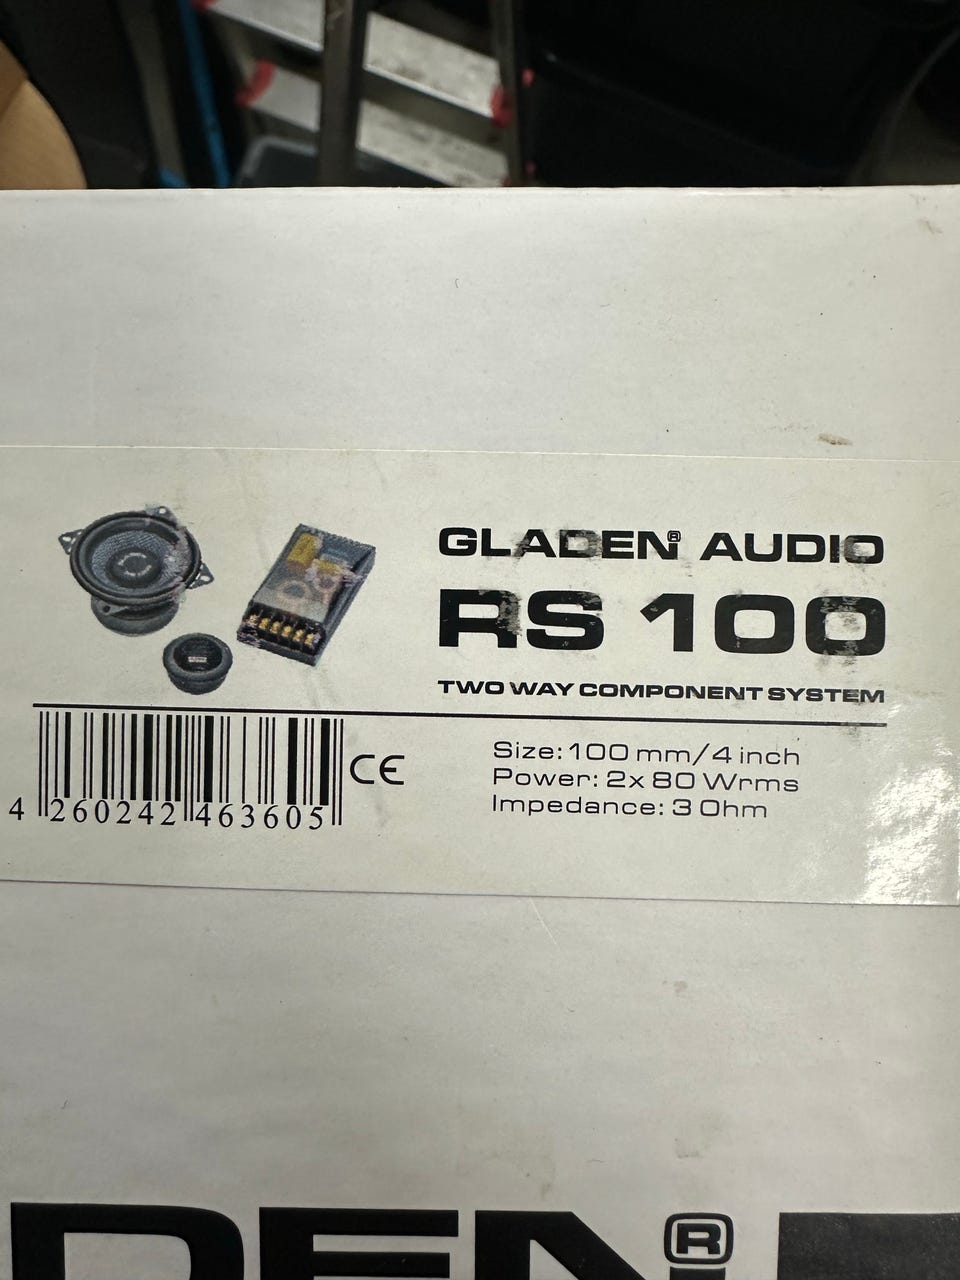 GLADEN® AUDIO
RS 100
TWO WAY COMPONENT SYSTEM
CE
Size: 100 mm/4 inch
Power: 2x 80 Wrms
Impedance: 3 Ohm
4 260242 463605
DEN®